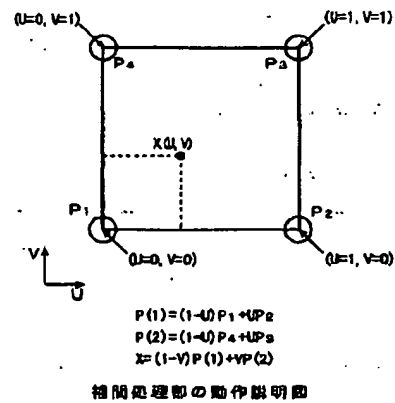 (U=0, V=1)
(U=1, V=1)
P4
P3
X(U,V)
P1
P2
V
U
(U=0, V=0)
(U=1, V=0)
P(1)=(1-U)P1+UP2
P(2)=(1-U)P4+UP3
X=(1-V)P(1)+VP(2)
補間処理部の動作説明図